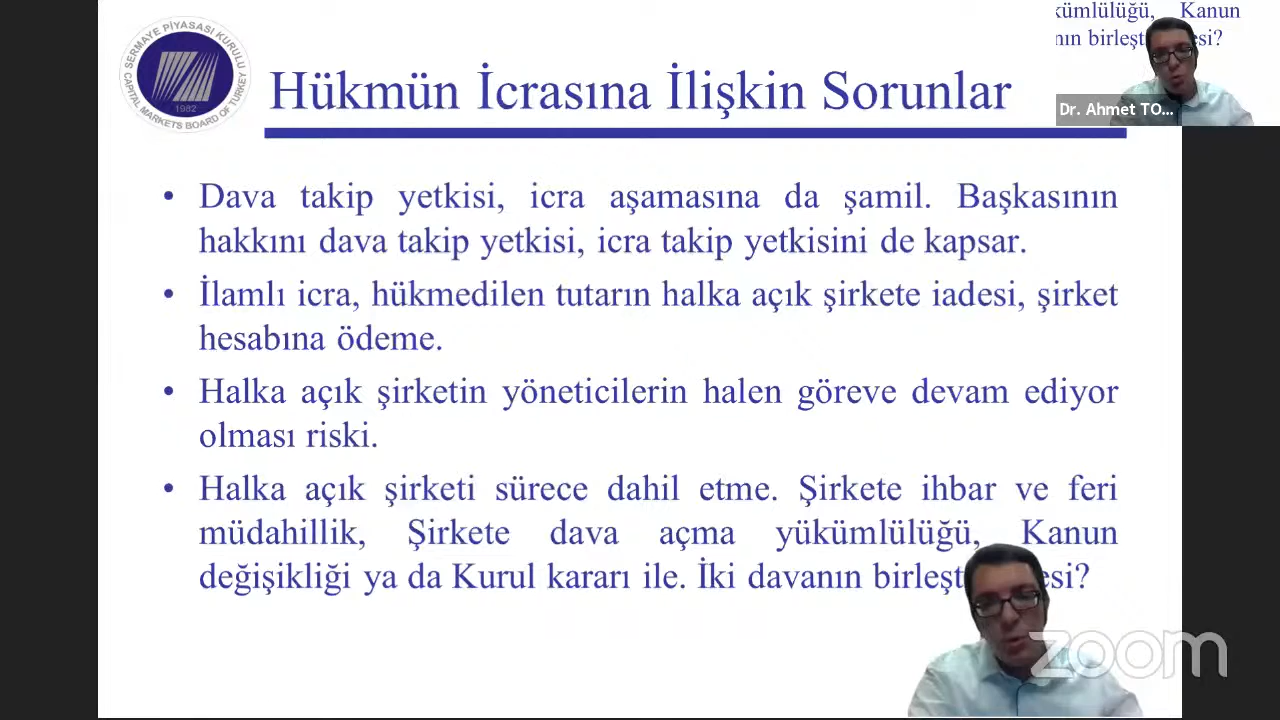 SERMAYE PİYASASI KURULU
CAPITAL MARKETS BOARD OF TURKEY
1982
Hükmün İcrasına İlişkin Sorunlar
kümlülüğü, Kanun
nın birleşt esi?
Dr. Ahmet TO...
• Dava takip yetkisi, icra aşamasına da şamil. Başkasının
hakkını dava takip yetkisi, icra takip yetkisini de kapsar.
• İlamlı icra, hükmedilen tutarın halka açık şirkete iadesi, şirket
hesabına ödeme.
• Halka açık şirketin yöneticilerin halen göreve devam ediyor
olması riski.
• Halka açık şirketi sürece dahil etme. Şirkete ihbar ve feri
müdahillik, Şirkete dava açma yükümlülüğü, Kanun
değişikliği ya da Kurul kararı ile. İki davanın birleşt esi?
zoom